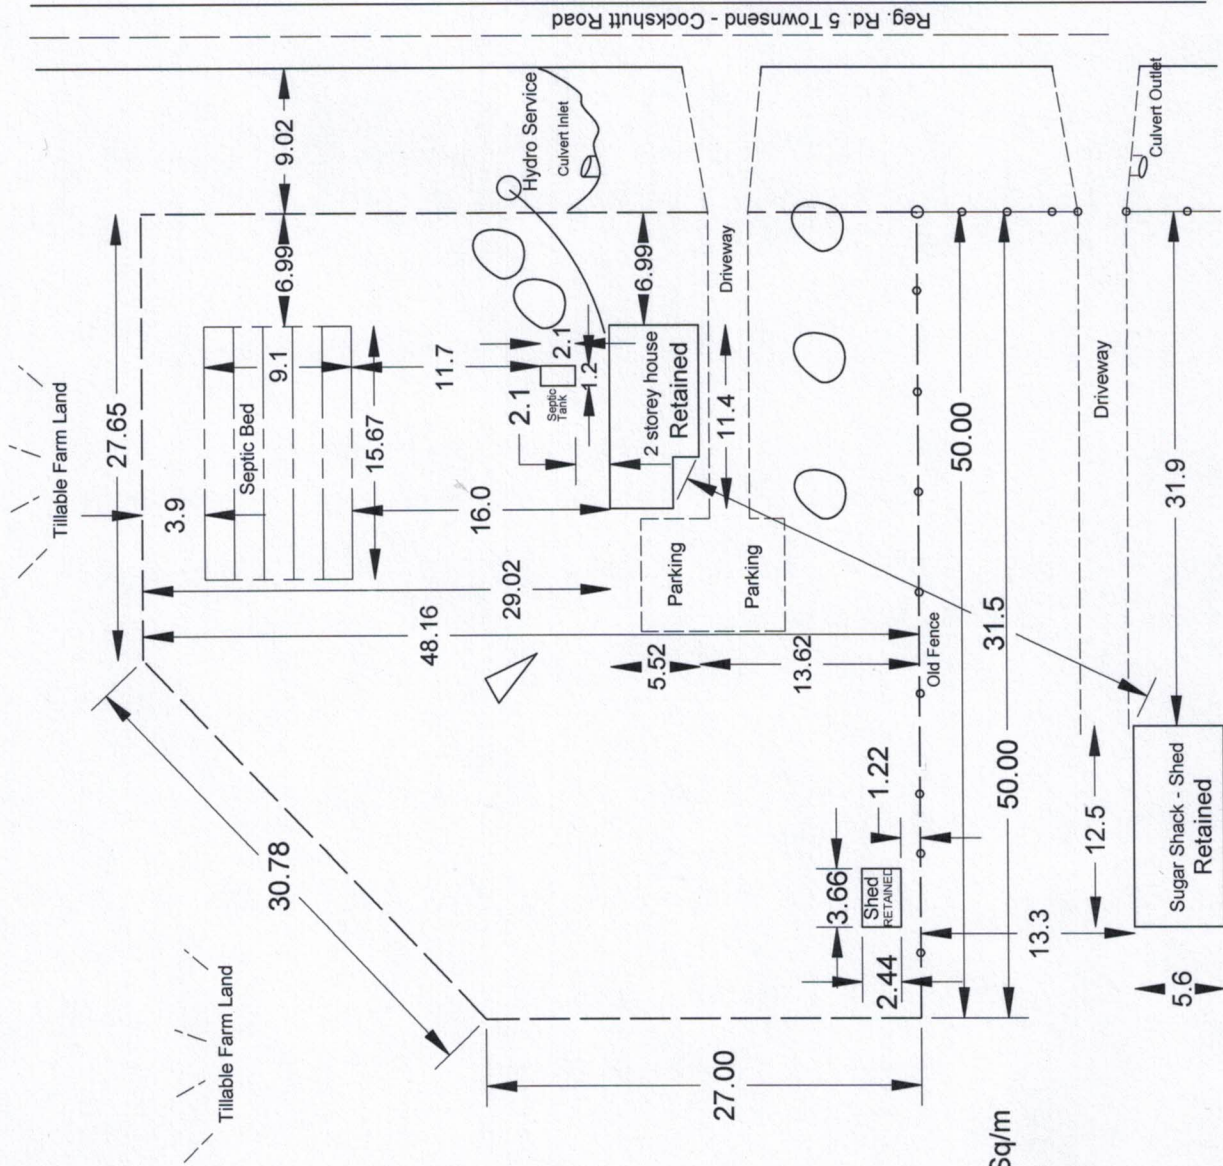 Reg. Rd. 5 Townsend - Cockshutt Road
9.02
Hydro Service
Culvert Inlet
Culvert Outlet
27.65
6.99
6.99
Driveway
Tillable Farm Land
9.1
Septic Bed
3.9
15.67
11.7
2.1
1.2
2.1
Septic
Tank
2 storey house
Retained
11.4
16.0
29.02
48.16
Parking
Parking
5.52
13.62
Old Fence
50.00
50.00
31.5
Driveway
31.9
30.78
Tillable Farm Land
1.22
3.66
Shed
RETAINED
2.44
13.3
12.5
Sugar Shack - Shed
Retained
5.6
27.00
Sq/m